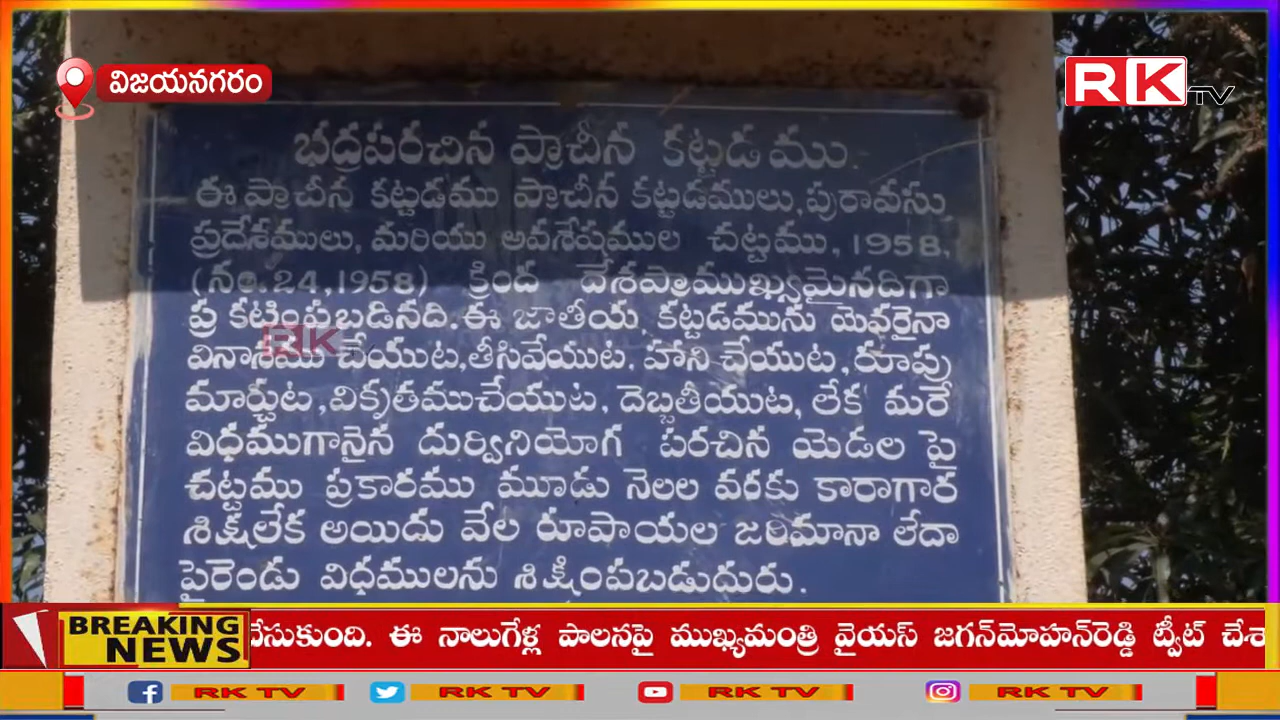 విజయనగరం
RK TV
భద్రపరచిన ప్రాచీన కట్టడము.
ఈ ప్రాచీన కట్టడము ప్రాచీన కట్టడములు, పురావస్తు
ప్రదేశములు, మరియు అవశేషముల చట్టము, 1958,
(నం.24,1958) క్రింద దేశప్రాముఖ్యమైనదిగా
ప్రకటింపబడినది. ఈ జాతీయ కట్టడమును యెవరైనా
RK
వినాశము చేయుట, తీసివేయుట. హాని చేయుట, రూపు
మార్చుట, వికృతముచేయుట, దెబ్బతీయుట, లేక మరే
విధముగానైన దుర్వినియోగ పరచిన యెడల పై
చట్టము ప్రకారము మూడు నెలల వరకు కారాగార
శిక్షలేక అయిదు వేల రూపాయల జరిమానా లేదా
పైరెండు విధములను శిక్షింపబడుదురు.
BREAKING NEWS
చేసుకుంది. ఈ నాలుగేళ్ల పాలనపై ముఖ్యమంత్రి వైయస్ జగన్‌మోహన్‌రెడ్డి ట్వీట్
RK TV RK TV RK TV RK TV